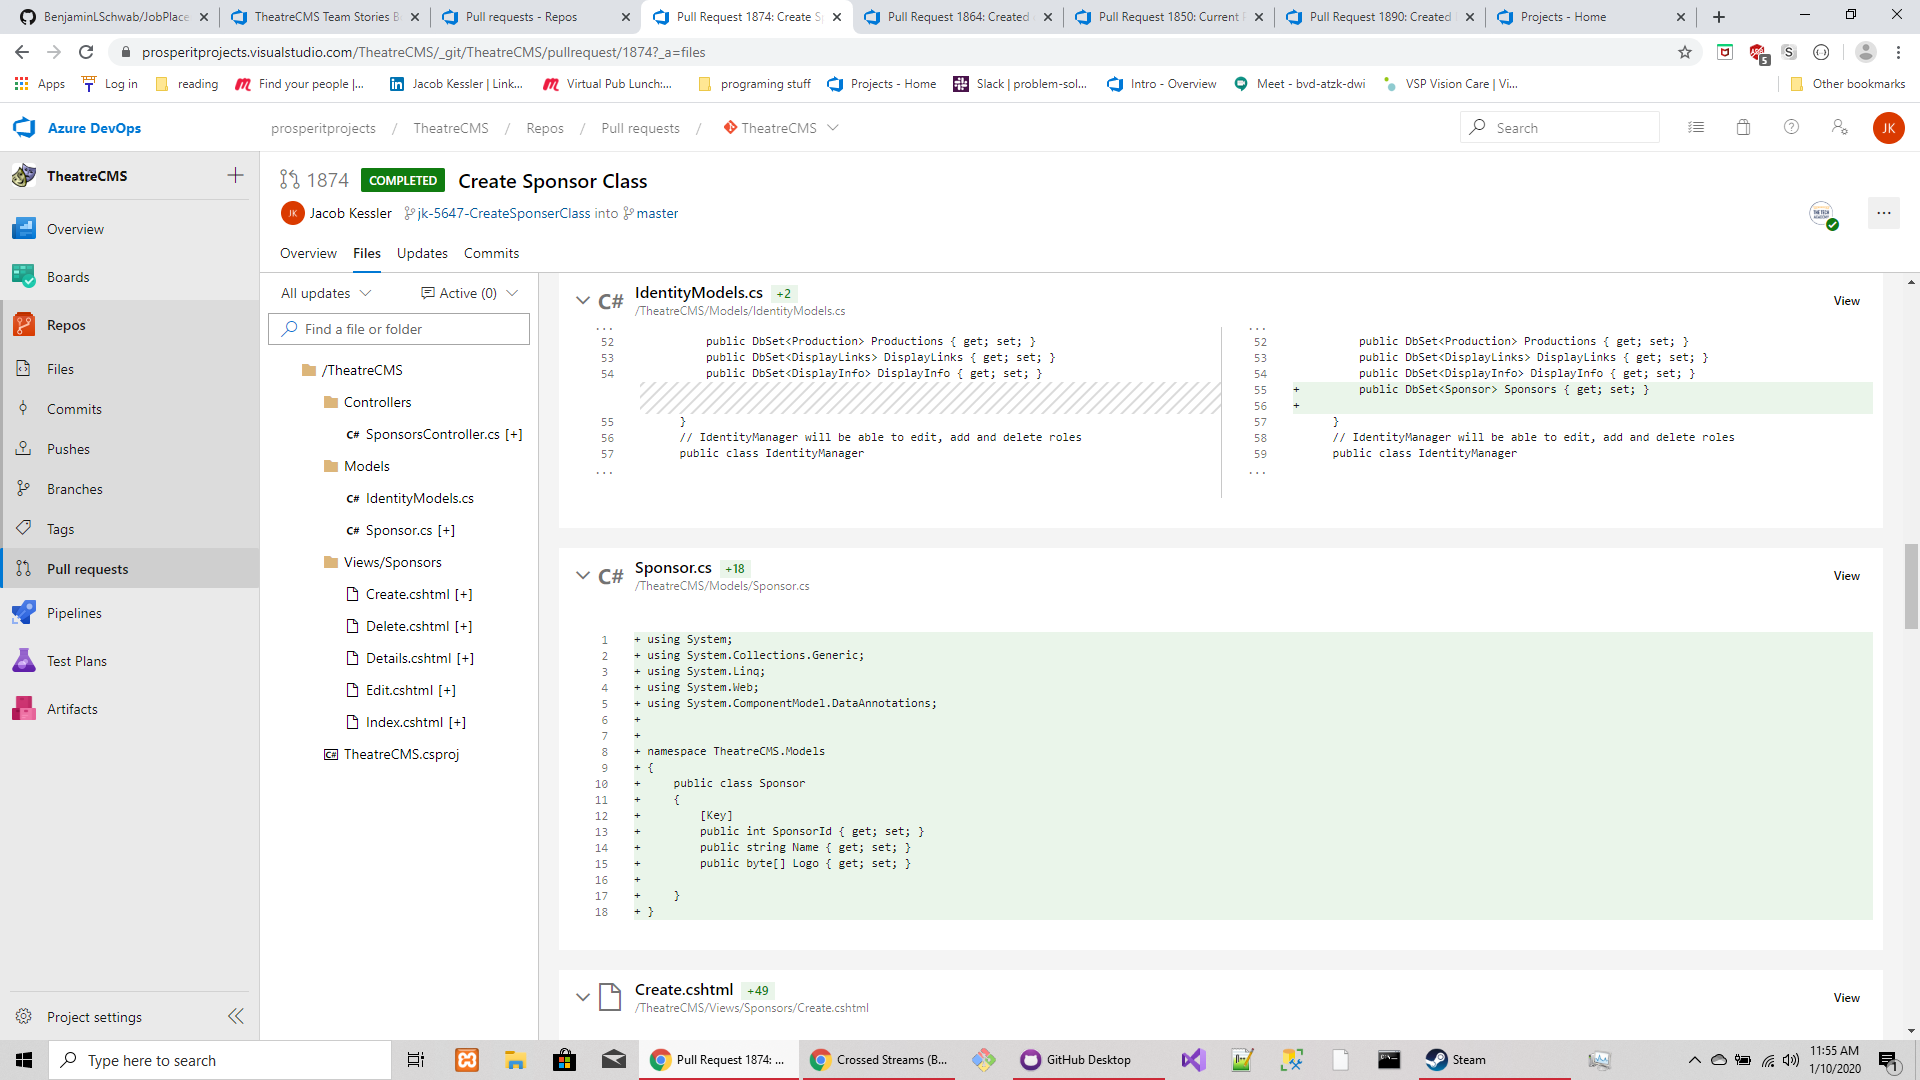 BenjaminLSchwab/JobPlace
TheatreCMS Team Stories B
Pull requests - Repos
Pull Request 1874: Create S
Pull Request 1864: Created
Pull Request 1850: Current
Pull Request 1890: Created
Projects - Home
prosperitprojects.visualstudio.com/TheatreCMS/_git/TheatreCMS/pullrequest/1874?_a=files
5
S
Apps
Log in
reading
Find your people |...
Jacob Kessler | Link...
Virtual Pub Lunch:...
programing stuff
Projects - Home
Slack | problem-sol...
Intro - Overview
Meet - bvd-atzk-dwi
VSP Vision Care | Vi...
Other bookmarks
Azure DevOps
prosperitprojects / TheatreCMS / Repos / Pull requests / TheatreCMS
Search
JK
TheatreCMS
Overview
Boards
Repos
Files
Commits
Pushes
Branches
Tags
Pull requests
Pipelines
Test Plans
Artifacts
Project settings
1874 COMPLETED Create Sponsor Class
JK Jacob Kessler jk-5647-CreateSponserClass into master
Overview Files Updates Commits
All updates
Active (0)
Find a file or folder
/TheatreCMS
Controllers
C# SponsorsController.cs [+]
Models
C# IdentityModels.cs
C# Sponsor.cs [+]
Views/Sponsors
Create.cshtml [+]
Delete.cshtml [+]
Details.cshtml [+]
Edit.cshtml [+]
Index.cshtml [+]
C# TheatreCMS.csproj
C# IdentityModels.cs +2
/TheatreCMS/Models/IdentityModels.cs
View
...
52 public DbSet<Production> Productions { get; set; }
53 public DbSet<DisplayLinks> DisplayLinks { get; set; }
54 public DbSet<DisplayInfo> DisplayInfo { get; set; }
55 }
56 // IdentityManager will be able to edit, add and delete roles
57 public class IdentityManager
...
...
52 public DbSet<Production> Productions { get; set; }
53 public DbSet<DisplayLinks> DisplayLinks { get; set; }
54 public DbSet<DisplayInfo> DisplayInfo { get; set; }
55 + public DbSet<Sponsor> Sponsors { get; set; }
56 +
57 }
58 // IdentityManager will be able to edit, add and delete roles
59 public class IdentityManager
...
C# Sponsor.cs +18
/TheatreCMS/Models/Sponsor.cs
View
1 + using System;
2 + using System.Collections.Generic;
3 + using System.Linq;
4 + using System.Web;
5 + using System.ComponentModel.DataAnnotations;
6 +
7 +
8 + namespace TheatreCMS.Models
9 + {
10 + public class Sponsor
11 + {
12 + [Key]
13 + public int SponsorId { get; set; }
14 + public string Name { get; set; }
15 + public byte[] Logo { get; set; }
16 +
17 + }
18 + }
Create.cshtml +49
/TheatreCMS/Views/Sponsors/Create.cshtml
View
Type here to search
Pull Request 1874: ...
Crossed Streams (B...
GitHub Desktop
Steam
11:55 AM
1/10/2020
1